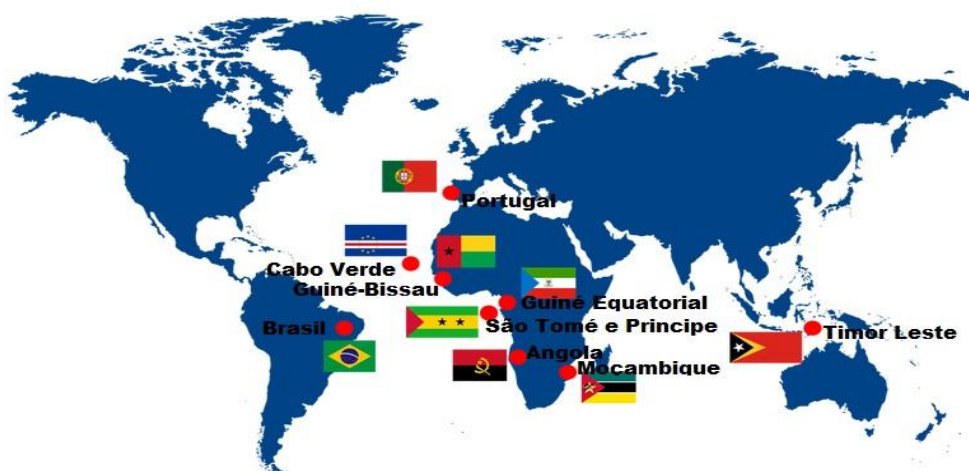 Portugal
Cabo Verde
Guiné-Bissau
Guiné Equatorial
São Tomé e Principe
Brasil
Timor Leste
Angola
Moçambique